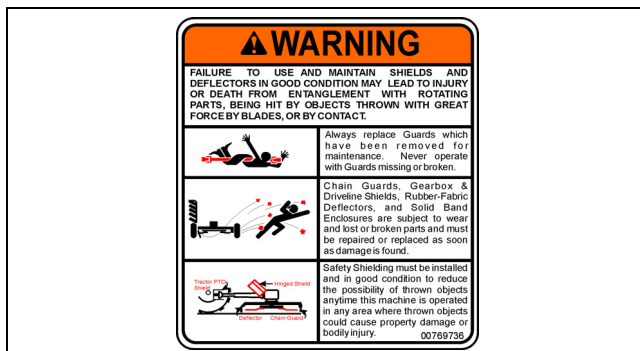 WARNING
FAILURE TO USE AND MAINTAIN SHIELDS AND
DEFLECTORS IN GOOD CONDITION MAY LEAD TO INJURY
OR DEATH FROM ENTANGLEMENT WITH ROTATING
PARTS, BEING HIT BY OBJECTS THROWN WITH GREAT
FORCE BY BLADES, OR BY CONTACT.
Always replace Guards which
have been removed for
maintenance. Never operate
with Guards missing or broken.
Chain Guards, Gearbox &
Driveline Shields, Rubber-Fabric
Deflectors, and Solid Band
Enclosures are subject to wear
and lost or broken parts and must
be repaired or replaced as soon
as damage is found.
Tractor PTO
Shield
Hinged Shield
Deflector Chain Guard
Safety Shielding must be installed
and in good condition to reduce
the possibility of thrown objects
anytime this machine is operated
in any area where thrown objects
could cause property damage or
bodily injury. 00769736